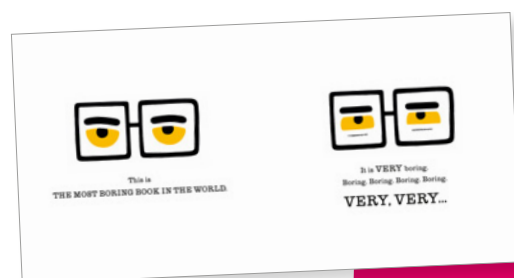 This is
THE MOST BORING BOOK IN THE WORLD.
It is VERY boring.
Boring. Boring. Boring. Boring.
VERY, VERY...